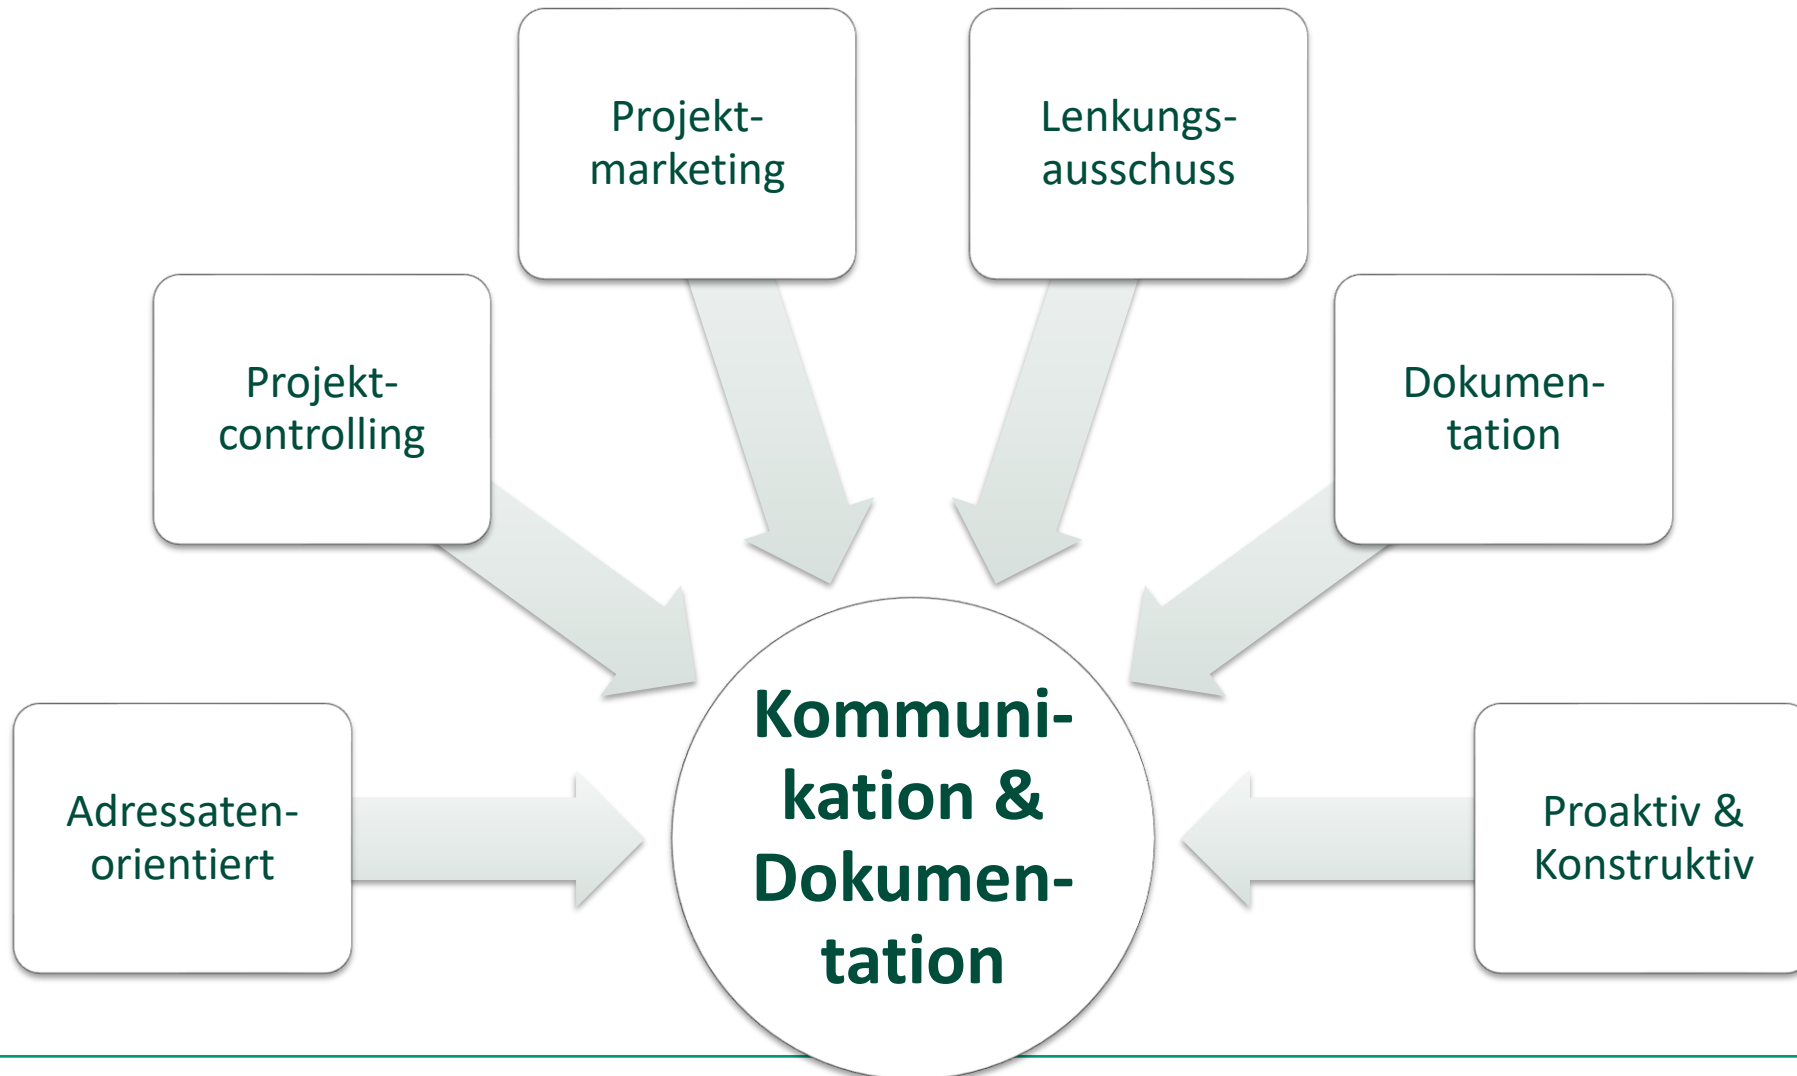 Projekt-
marketing
Lenkungs-
ausschuss
Projekt-
controlling
Dokumen-
tation
Adressaten-
orientiert
Kommuni-
kation &
Dokumen-
tation
Proaktiv &
Konstruktiv